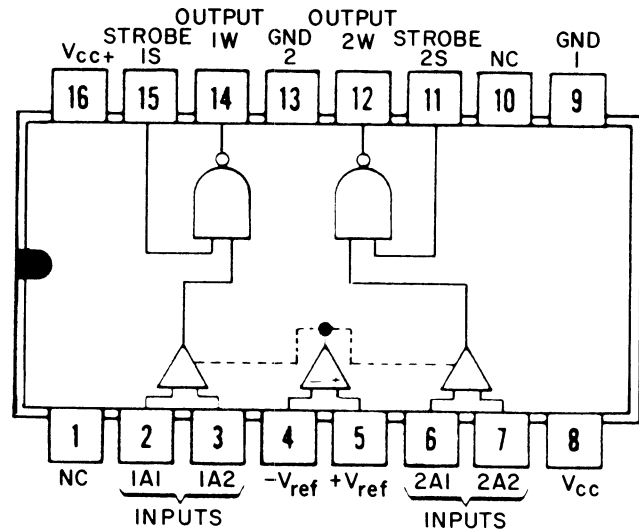 OUTPUT OUTPUT
STROBE 1W GND 2W STROBE GND
Vcc+ 1S 2 2S NC 1
16 15 14 13 12 11 10 9
- +
1 2 3 4 5 6 7 8
NC 1A1 1A2 -Vref +Vref 2A1 2A2 Vcc
INPUTS INPUTS